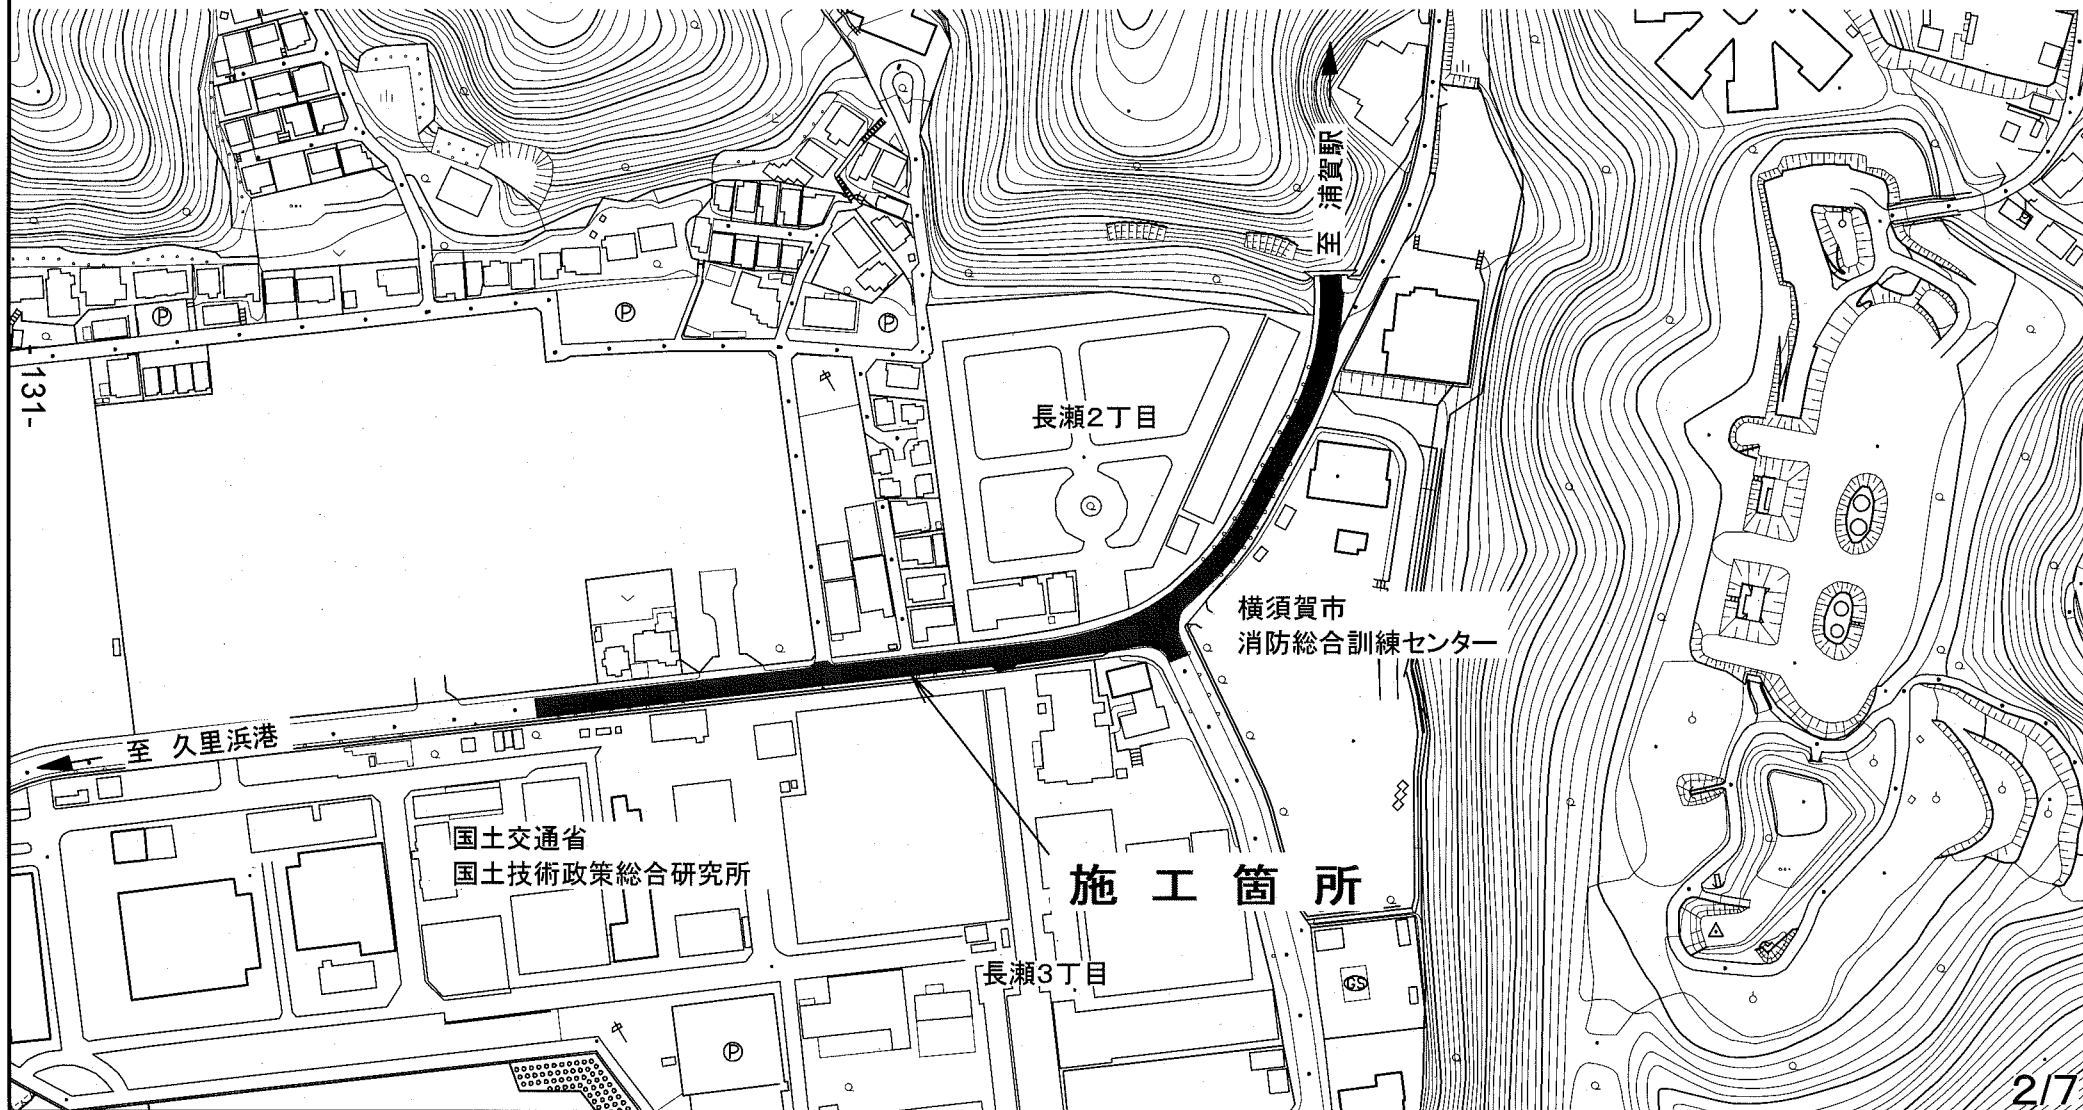 至 浦賀駅
Ⓟ
Ⓟ
Ⓟ
-131-
長瀬2丁目
横須賀市
消防総合訓練センター
至 久里浜港
国土交通省
国土技術政策総合研究所
施工箇所
長瀬3丁目
GS
Ⓟ
2/7